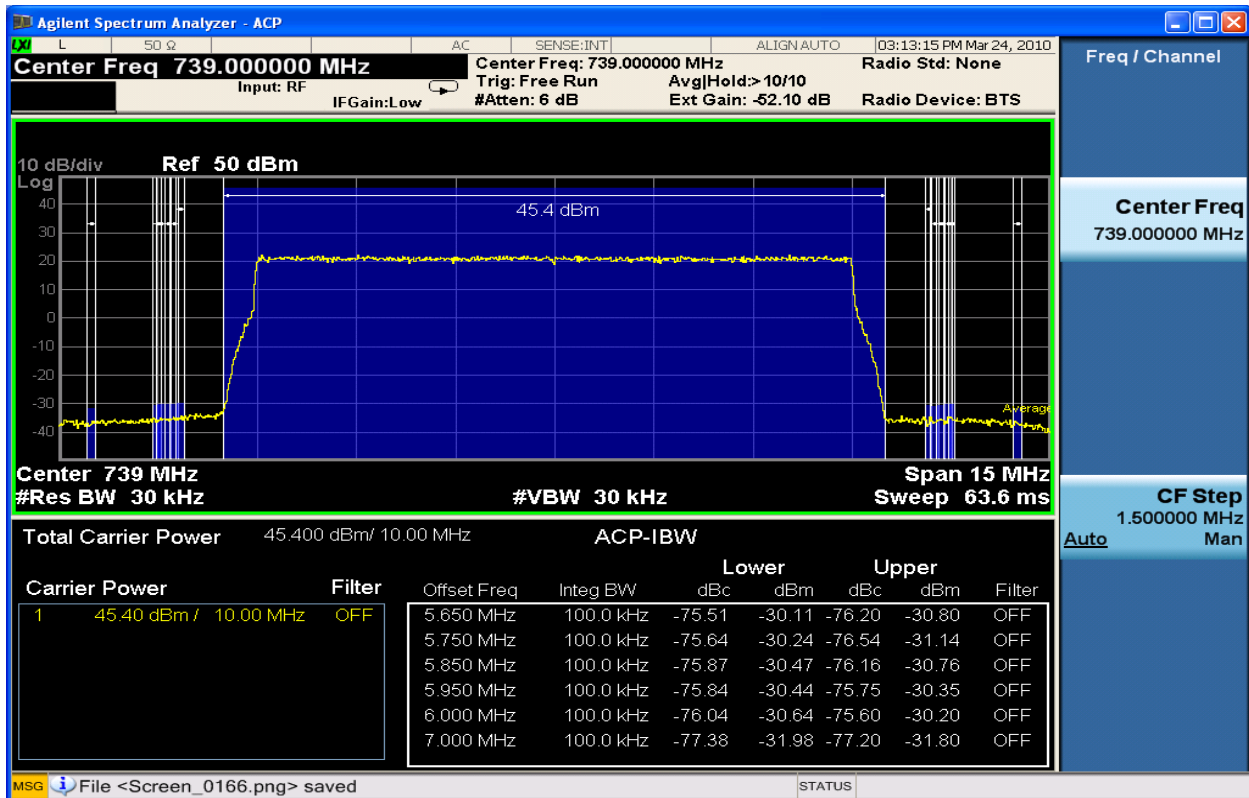 Agilent Spectrum Analyzer - ACP
LXI L 50 Ω AC SENSE:INT ALIGN AUTO 03:13:15 PM Mar 24, 2010
Center Freq 739.000000 MHz
Input: RF
IFGain:Low
Center Freq: 739.000000 MHz
Trig: Free Run Avg|Hold:> 10/10
#Atten: 6 dB Ext Gain: -52.10 dB
Radio Std: None
Radio Device: BTS
10 dB/div Ref 50 dBm
Log
40
30
20
10
0
-10
-20
-30
-40
45.4 dBm
Average
Center 739 MHz Span 15 MHz
#Res BW 30 kHz #VBW 30 kHz Sweep 63.6 ms
Total Carrier Power 45.400 dBm/ 10.00 MHz ACP-IBW
Carrier Power Filter
1 45.40 dBm / 10.00 MHz OFF
Lower Upper
Offset Freq Integ BW dBc dBm dBc dBm Filter
5.650 MHz 100.0 kHz -75.51 -30.11 -76.20 -30.80 OFF
5.750 MHz 100.0 kHz -75.64 -30.24 -76.54 -31.14 OFF
5.850 MHz 100.0 kHz -75.87 -30.47 -76.16 -30.76 OFF
5.950 MHz 100.0 kHz -75.84 -30.44 -75.75 -30.35 OFF
6.000 MHz 100.0 kHz -76.04 -30.64 -75.60 -30.20 OFF
7.000 MHz 100.0 kHz -77.38 -31.98 -77.20 -31.80 OFF
MSG File <Screen_0166.png> saved STATUS
Freq / Channel
Center Freq
739.000000 MHz
CF Step
1.500000 MHz
Auto Man